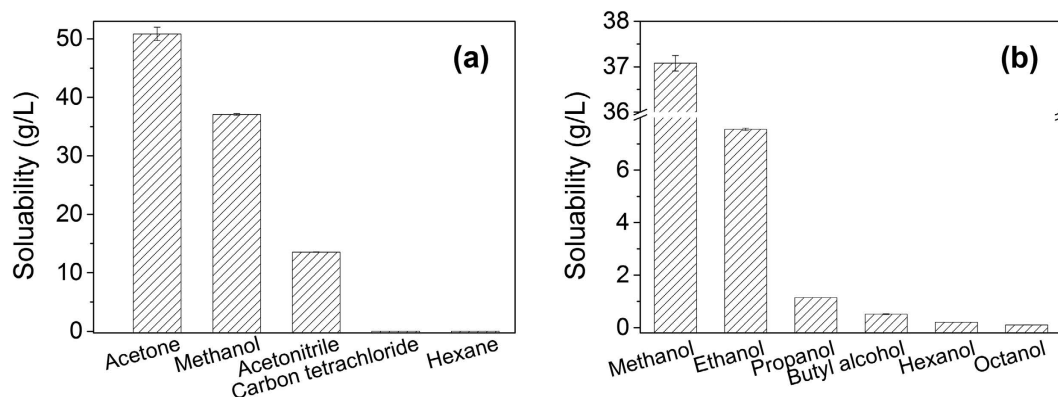 (a)
Soluability (g/L)
50
40
30
20
10
0
Acetone
Methanol
Acetonitrile
Carbon tetrachloride
Hexane
(b)
Soluability (g/L)
38
37
36
6
4
2
0
Methanol
Ethanol
Propanol
Butyl alcohol
Hexanol
Octanol